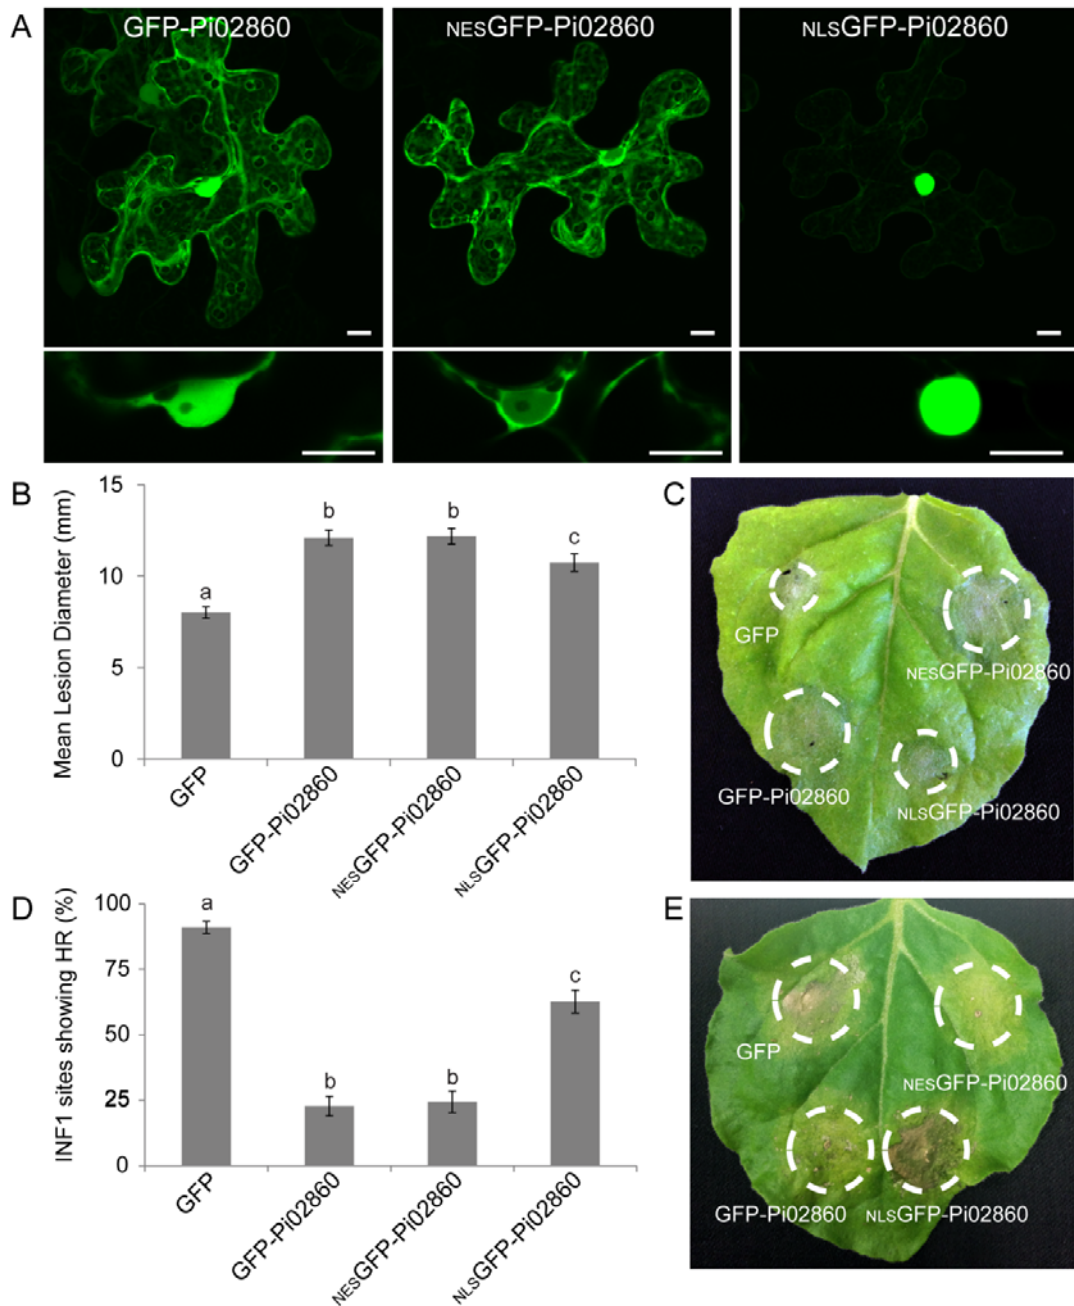 A
GFP-Pi02860
NESGFP-Pi02860
NLSGFP-Pi02860
B
Mean Lesion Diameter (mm)
15
10
5
0
a
b
b
c
GFP
GFP-Pi02860
NESGFP-Pi02860
NLSGFP-Pi02860
C
GFP
NESGFP-Pi02860
GFP-Pi02860
NLSGFP-Pi02860
D
INF1 sites showing HR (%)
100
75
50
25
0
a
b
b
c
GFP
GFP-Pi02860
NESGFP-Pi02860
NLSGFP-Pi02860
E
GFP
NESGFP-Pi02860
GFP-Pi02860
NLSGFP-Pi02860